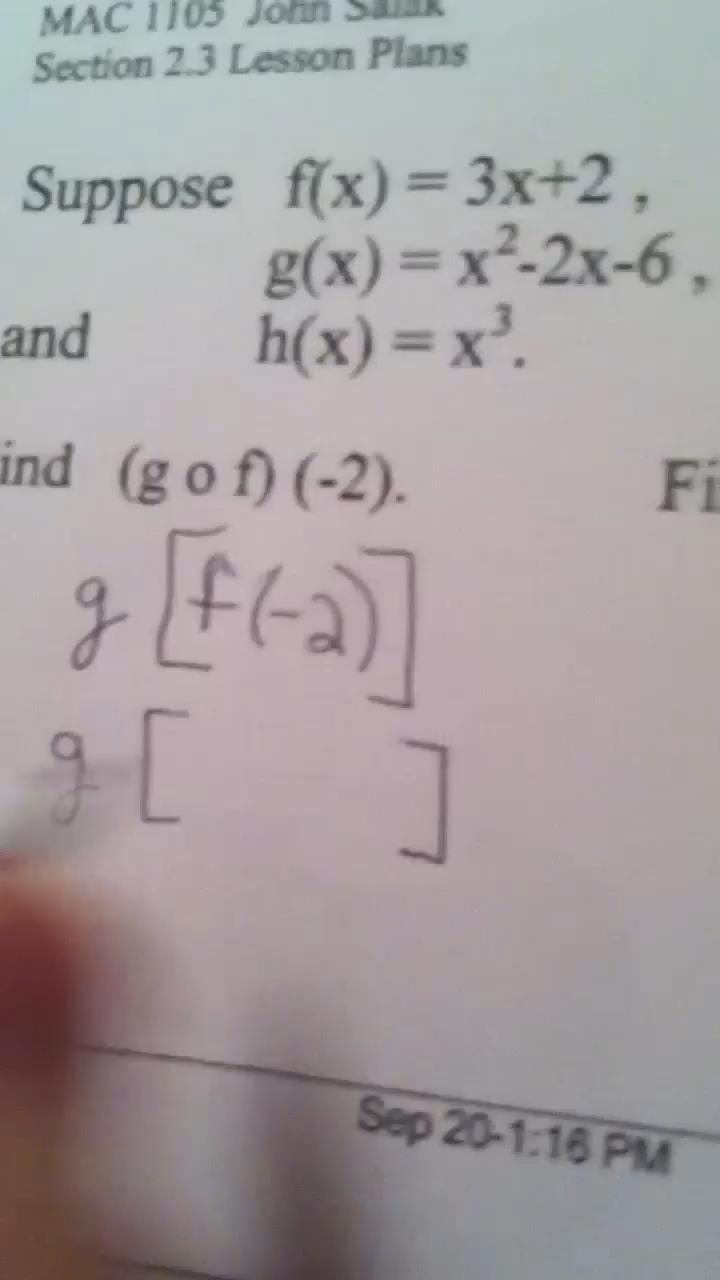 MAC 1105 John
Section 2.3 Lesson Plans
Suppose f(x) = 3x+2 ,
g(x) = x²-2x-6 ,
and h(x) = x³.
ind (g o f) (-2). Fi
g [f(-2)]
g [ ]
Sep 20-1:16 PM